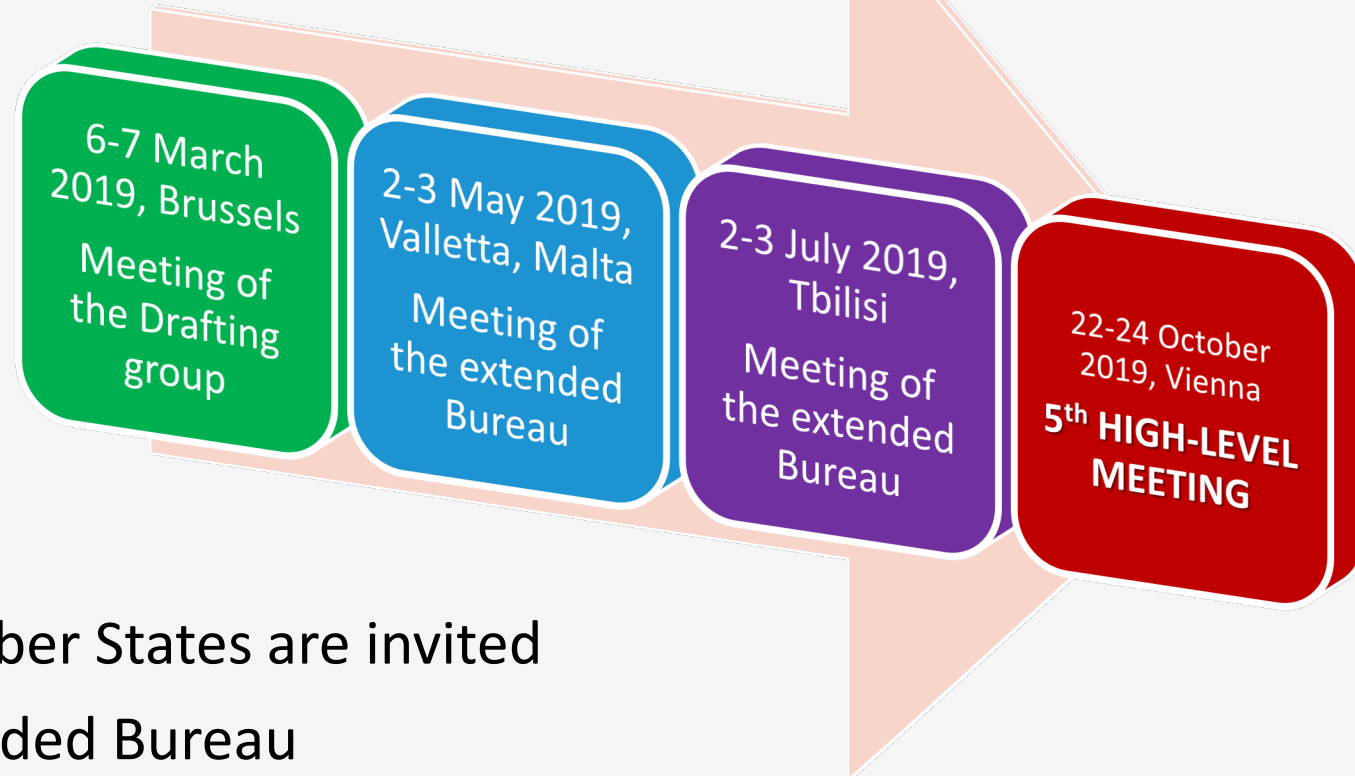 6-7 March
2019, Brussels
Meeting of
the Drafting
group
2-3 May 2019,
Valletta, Malta
Meeting of
the extended
Bureau
2-3 July 2019,
Tbilisi
Meeting of
the extended
Bureau
22-24 October
2019, Vienna
5th HIGH-LEVEL
MEETING
ber States are invited
ded Bureau